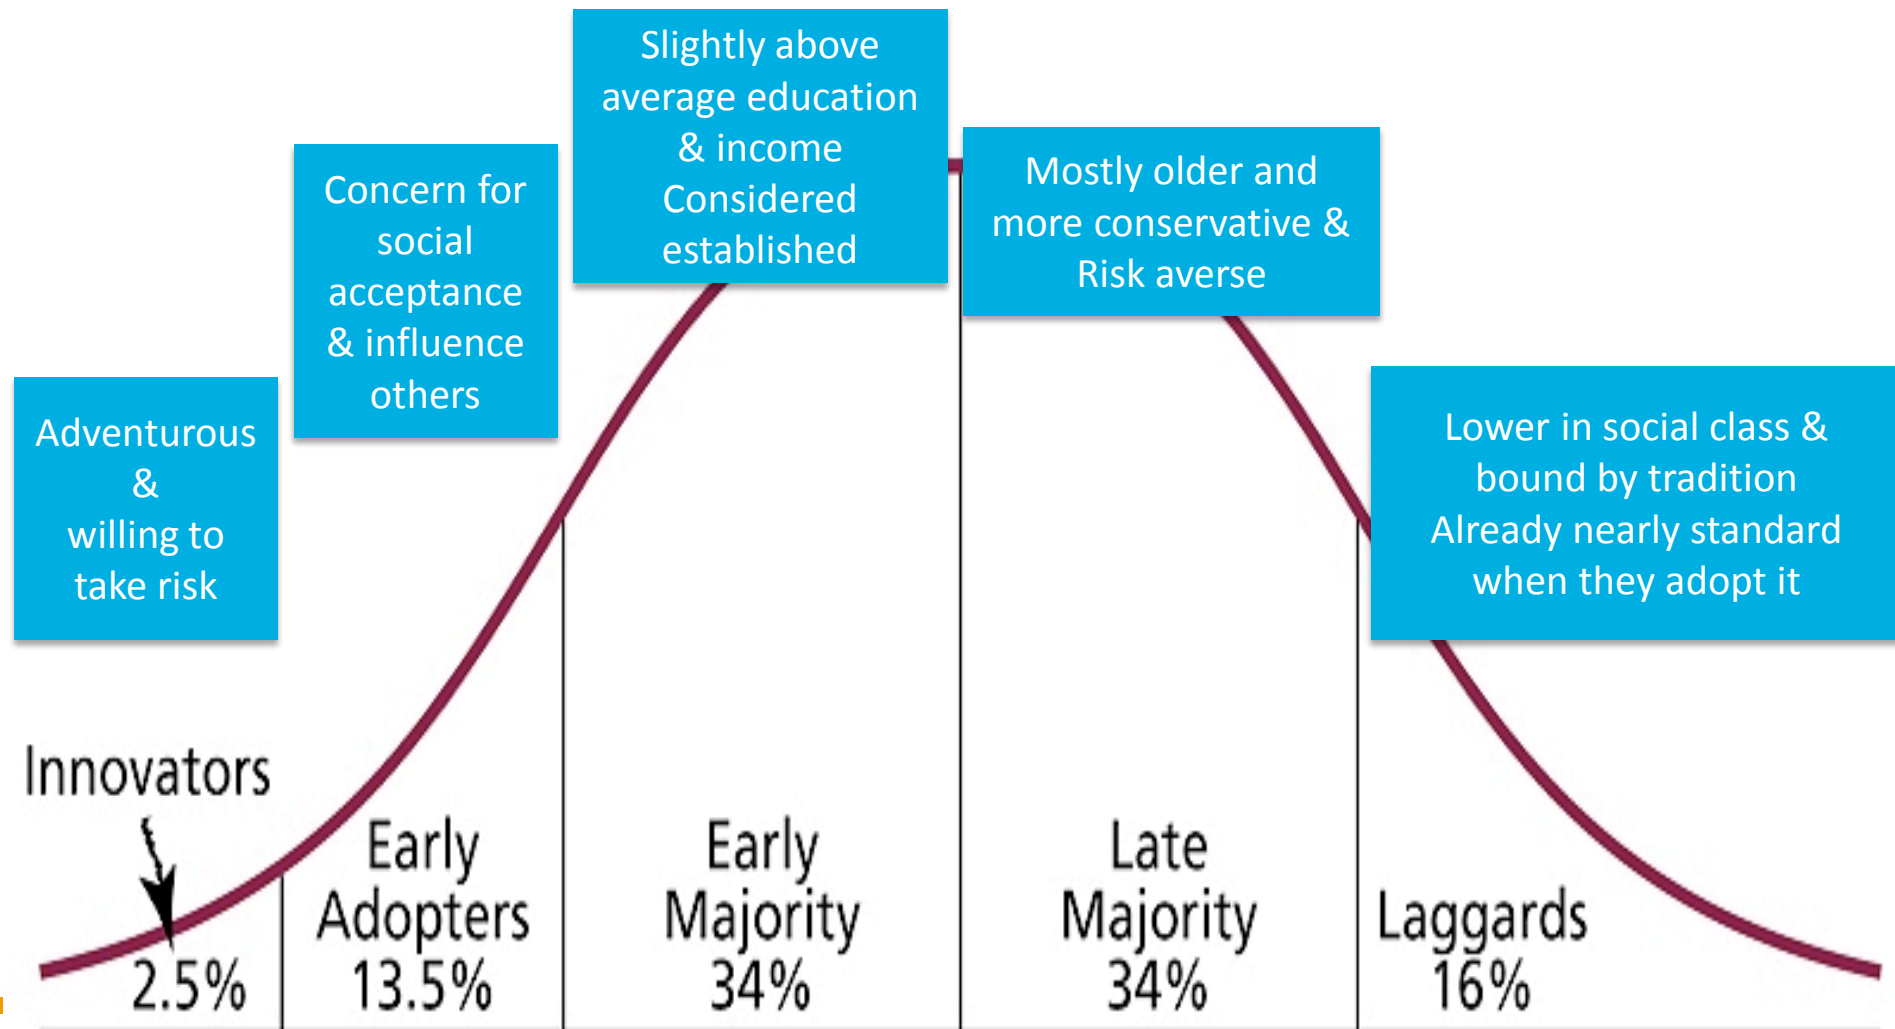 Slightly above
average education
& income
Considered
established
Mostly older and
more conservative &
Risk averse
Concern for
social
acceptance
& influence
others
Adventurous
&
willing to
take risk
Lower in social class &
bound by tradition
Already nearly standard
when they adopt it
Innovators
2.5%
Early
Adopters
13.5%
Early
Majority
34%
Late
Majority
34%
Laggards
16%